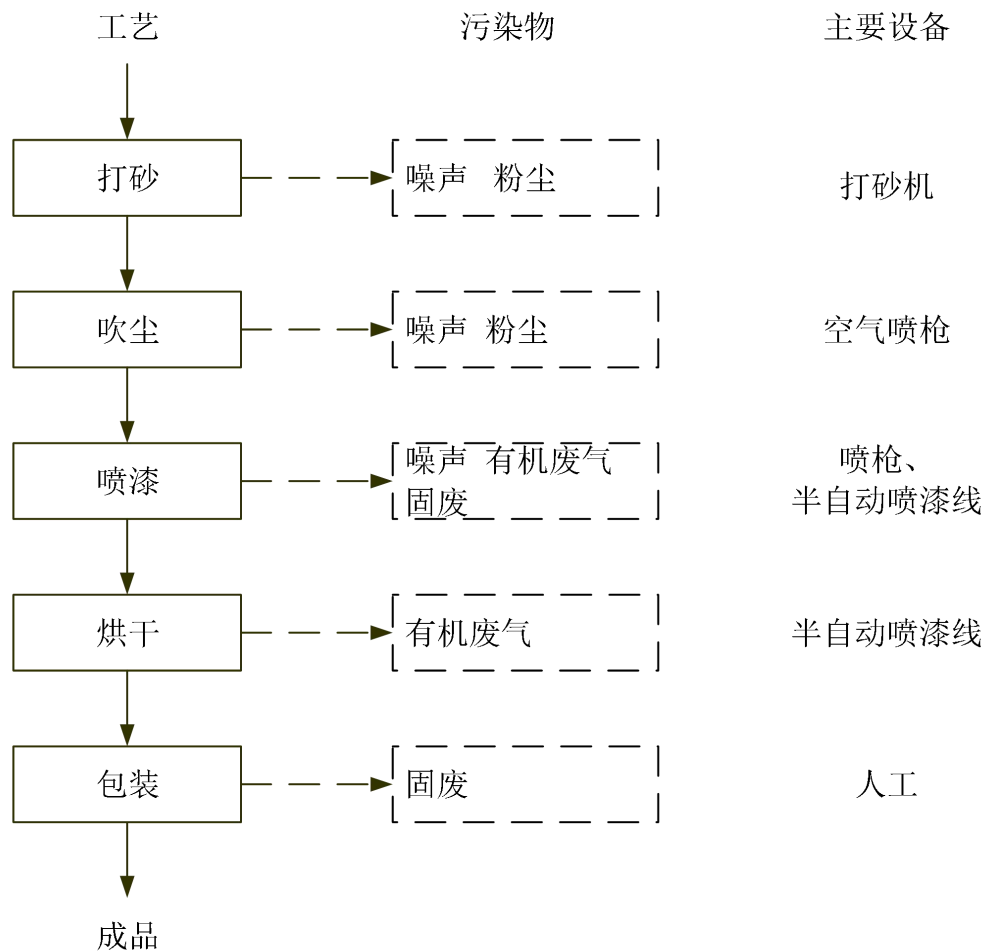 工艺 污染物 主要设备
打砂 噪声 粉尘 打砂机
吹尘 噪声 粉尘 空气喷枪
喷漆 噪声 有机废气 喷枪、
固废 半自动喷漆线
烘干 有机废气 半自动喷漆线
包装 固废 人工
成品